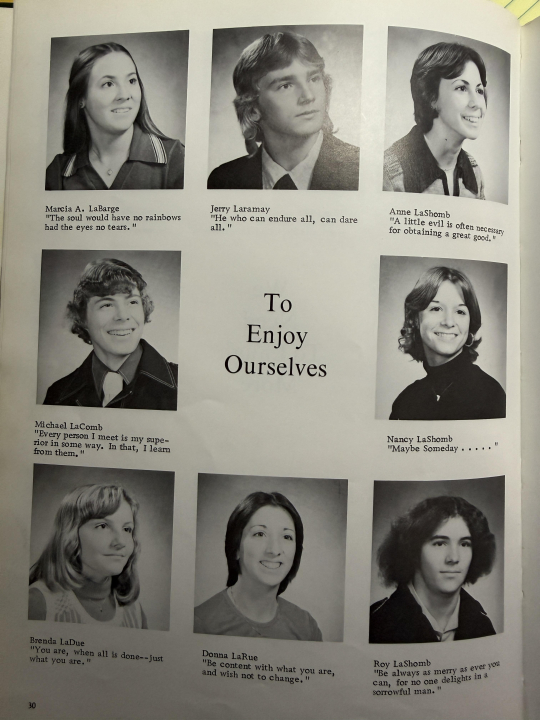 Marcia A. LaBarge
"The soul would have no rainbows
had the eyes no tears."
Jerry Laramay
"He who can endure all, can dare
all."
Anne LaShomb
"A little evil is often necessary
for obtaining a great good."
To
Enjoy
Ourselves
Michael LaComb
"Every person I meet is my supe-
rior in some way. In that, I learn
from them."
Nancy LaShomb
"Maybe Someday . . . . ."
Brenda LaDue
"You are, when all is done--just
what you are."
Donna LaRue
"Be content with what you are,
and wish not to change."
Roy LaShomb
"Be always as merry as ever you
can, for no one delights in a
sorrowful man."
30